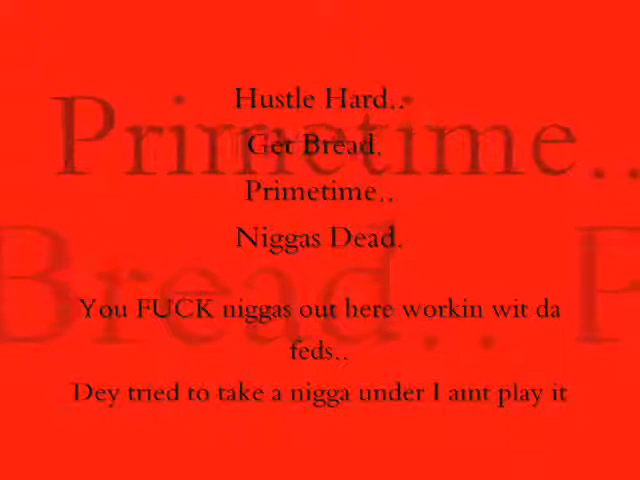 Hustle Hard..
Primetime..
Get Bread.
Primetime..
Niggas Dead.
Bread.. P
You FUCK niggas out here workin wit da
feds..
Dey tried to take a nigga under I aint play it